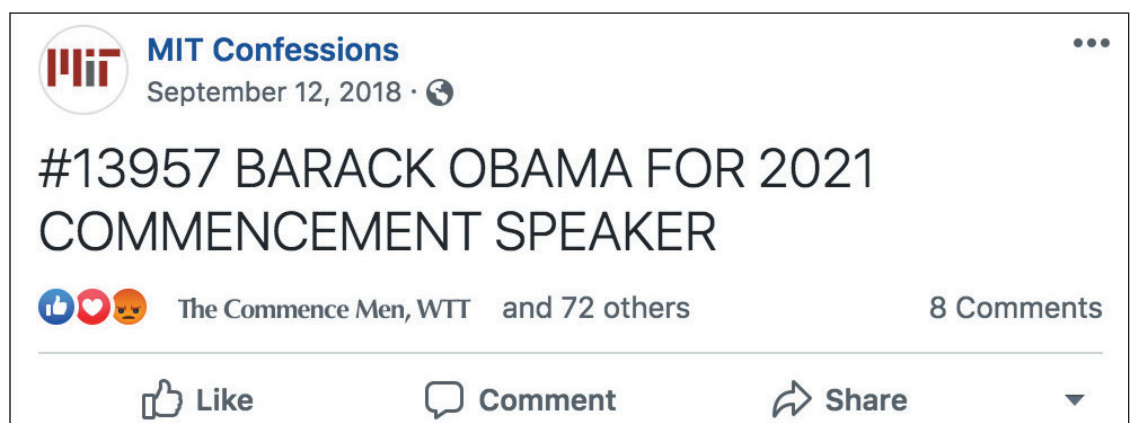 MIT
MIT Confessions
September 12, 2018 ·
#13957 BARACK OBAMA FOR 2021
COMMENCEMENT SPEAKER
The Commence Men, WTT and 72 others 8 Comments
Like Comment Share